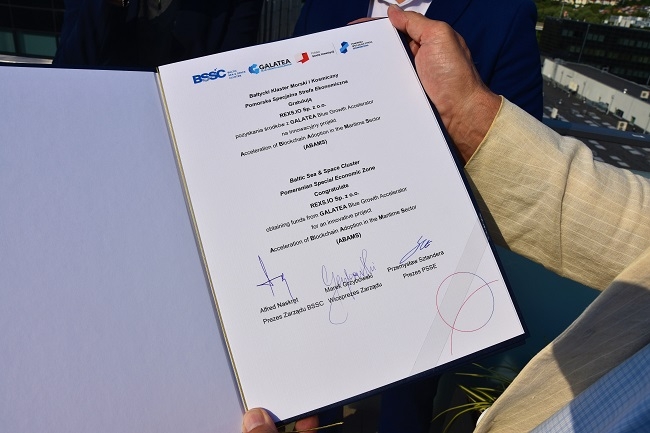 BSSC
GALATEA
Bałtycki Klaster Morski i Kosmiczny
Pomorska Specjalna Strefa Ekonomiczna
Gratulują
REXS.IO Sp. z o.o.
pozyskania środków z GALATEA Blue Growth Accelerator
na innowacyjny projekt
Acceleration of Blockchain Adoption in the Maritime Sector
(ABAMS)
Baltic Sea & Space Cluster
Pomeranian Special Economic Zone
Congratulate
REXS.IO Sp. z o.o.
obtaining funds from GALATEA Blue Growth Accelerator
for an innovative project
Acceleration of Blockchain Adoption in the Maritime Sector
(ABAMS)
Alfred Naskręt
Prezes Zarządu BSSC
Marek Grzybowski
Wiceprezes Zarządu
Przemysław Sztandera
Prezes PSSE